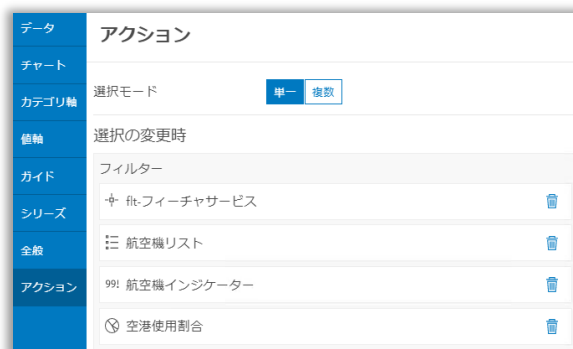 データ
チャート
カテゴリ軸
値軸
ガイド
シリーズ
全般
アクション
アクション
選択モード
単一 複数
選択の変更時
フィルター
flt-フィーチャサービス
航空機リスト
99! 航空機インジケーター
空港使用割合